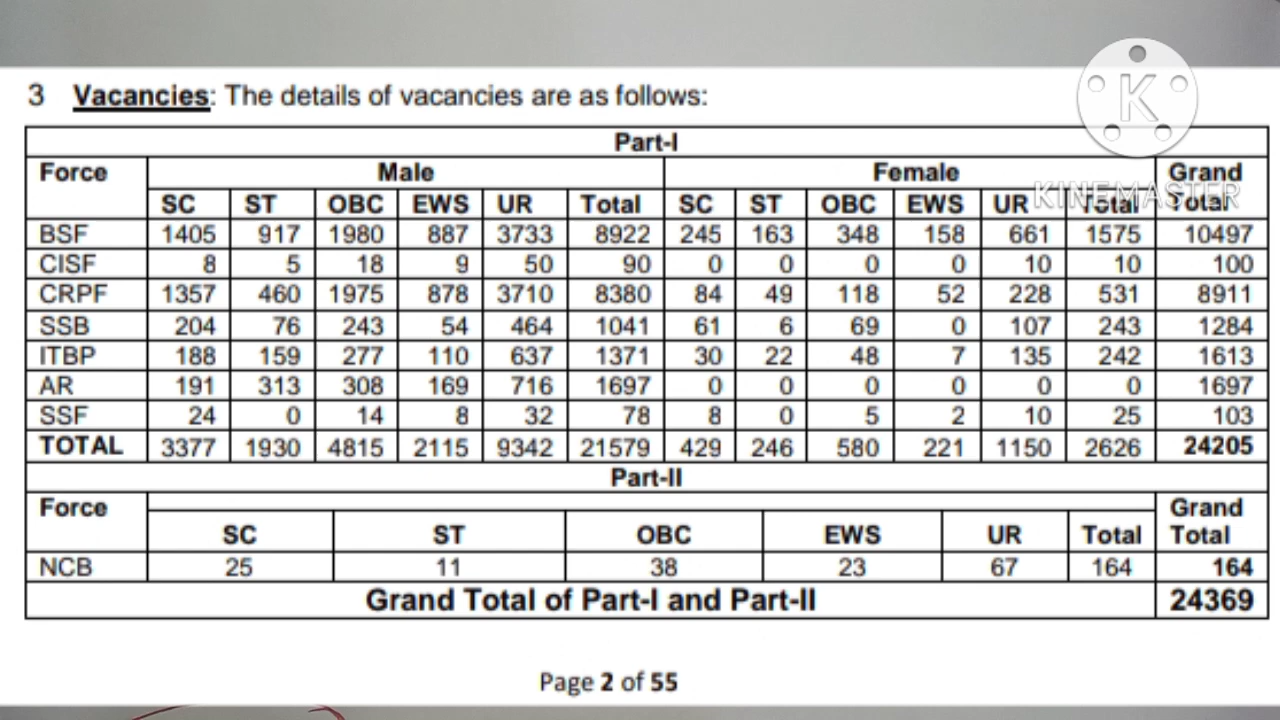 K
3 Vacancies: The details of vacancies are as follows:
Part-I
Force Male Female Grand Total
SC ST OBC EWS UR Total SC ST OBC EWS UR Total
KINEMASTER
BSF 1405 917 1980 887 3733 8922 245 163 348 158 661 1575 10497
CISF 8 5 18 9 50 90 0 0 0 0 10 10 100
CRPF 1357 460 1975 878 3710 8380 84 49 118 52 228 531 8911
SSB 204 76 243 54 464 1041 61 6 69 0 107 243 1284
ITBP 188 159 277 110 637 1371 30 22 48 7 135 242 1613
AR 191 313 308 169 716 1697 0 0 0 0 0 0 1697
SSF 24 0 14 8 32 78 8 0 5 2 10 25 103
TOTAL 3377 1930 4815 2115 9342 21579 429 246 580 221 1150 2626 24205
Part-II
Force Grand Total
SC ST OBC EWS UR Total
NCB 25 11 38 23 67 164 164
Grand Total of Part-I and Part-II 24369
Page 2 of 55